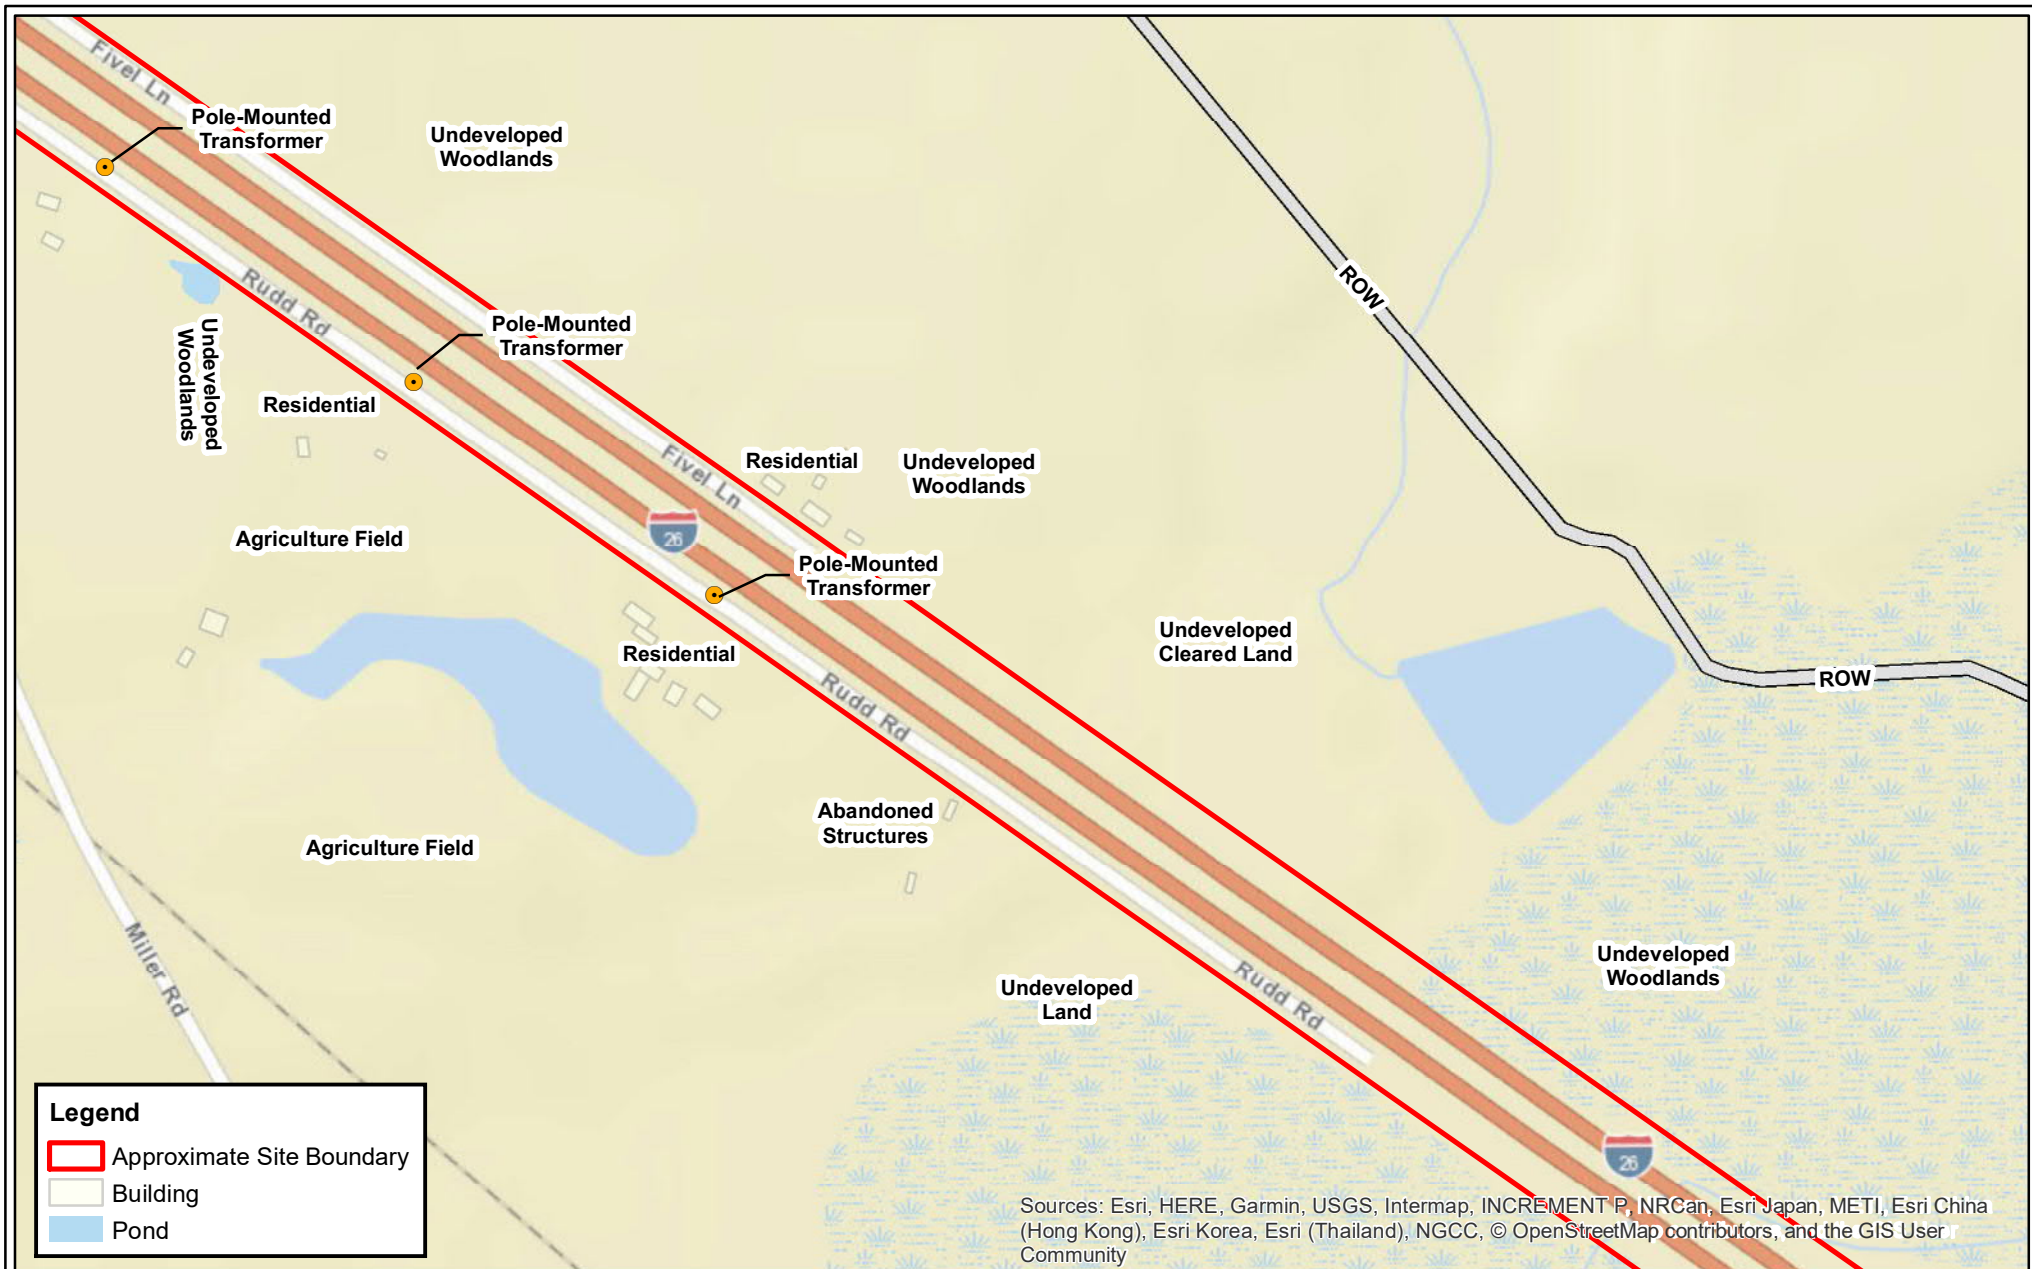 Fivel Ln
Pole-Mounted
Transformer
Undeveloped
Woodlands
ROW
Rudd Rd
Pole-Mounted
Transformer
Undeveloped
Woodlands
Residential
Fivel Ln
Residential
Undeveloped
Woodlands
26
Agriculture Field
Pole-Mounted
Transformer
Residential
Undeveloped
Cleared Land
ROW
Rudd Rd
Abandoned
Structures
Agriculture Field
Miller Rd
Undeveloped
Woodlands
Rudd Rd
Undeveloped
Land
26
Legend
Approximate Site Boundary
Building
Pond
Sources: Esri, HERE, Garmin, USGS, Intermap, INCREMENT P, NRCan, Esri Japan, METI, Esri China
(Hong Kong), Esri Korea, Esri (Thailand), NGCC, © OpenStreetMap contributors, and the GIS User
Community